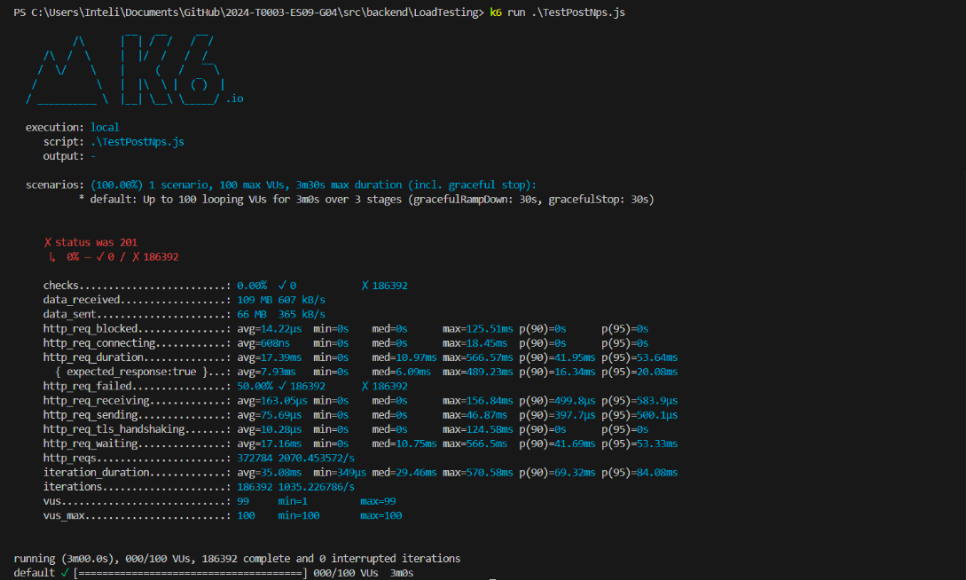 PS C:\Users\Inteli\Documents\GitHub\2024-T0003-ES09-G04\src\backend\LoadTesting> k6 run .\TestPostNps.js
.io
execution: local
script: .\TestPostNps.js
output: -
scenarios: (100.00%) 1 scenario, 100 max VUs, 3m30s max duration (incl. graceful stop):
* default: Up to 100 looping VUs for 3m0s over 3 stages (gracefulRampDown: 30s, gracefulStop: 30s)
✗ status was 201
↳ 0% — ✓ 0 / ✗ 186392
checks.........................: 0.00% ✓ 0 ✗ 186392
data_received..................: 109 MB 607 kB/s
data_sent......................: 66 MB 365 kB/s
http_req_blocked...............: avg=14.22µs min=0s med=0s max=125.51ms p(90)=0s p(95)=0s
http_req_connecting............: avg=608ns min=0s med=0s max=18.45ms p(90)=0s p(95)=0s
http_req_duration..............: avg=17.39ms min=0s med=10.97ms max=566.57ms p(90)=41.95ms p(95)=53.64ms
{ expected_response:true }...: avg=7.93ms min=0s med=6.09ms max=489.23ms p(90)=16.34ms p(95)=20.08ms
http_req_failed................: 50.00% ✓ 186392 ✗ 186392
http_req_receiving.............: avg=163.05µs min=0s med=0s max=156.84ms p(90)=499.8µs p(95)=583.9µs
http_req_sending...............: avg=75.69µs min=0s med=0s max=46.87ms p(90)=397.7µs p(95)=500.1µs
http_req_tls_handshaking.......: avg=10.28µs min=0s med=0s max=124.58ms p(90)=0s p(95)=0s
http_req_waiting...............: avg=17.16ms min=0s med=10.75ms max=566.5ms p(90)=41.69ms p(95)=53.33ms
http_reqs......................: 372784 2070.453572/s
iteration_duration.............: avg=35.08ms min=349µs med=29.46ms max=570.58ms p(90)=69.32ms p(95)=84.08ms
iterations.....................: 186392 1035.226786/s
vus............................: 99 min=1 max=99
vus_max........................: 100 min=100 max=100
running (3m00.0s), 000/100 VUs, 186392 complete and 0 interrupted iterations
default ✓ [======================================] 000/100 VUs 3m0s